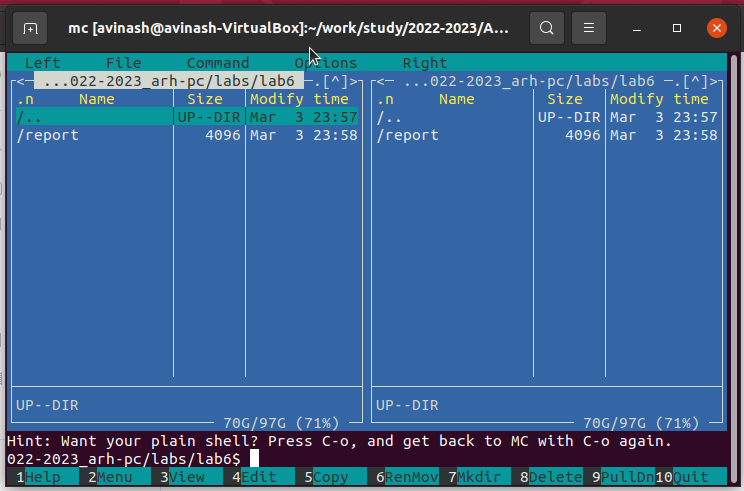 mc [avinash@avinash-VirtualBox]:~/work/study/2022-2023/A...
Left File Command Options Right
<─ ...022-2023_arh-pc/labs/lab6 ─.[^]> <─ ...022-2023_arh-pc/labs/lab6 ─.[^]>
.n Name Size Modify time .n Name Size Modify time
/.. UP--DIR Mar 3 23:57 /.. UP--DIR Mar 3 23:57
/report 4096 Mar 3 23:58 /report 4096 Mar 3 23:58
UP--DIR UP--DIR
70G/97G (71%) 70G/97G (71%)
Hint: Want your plain shell? Press C-o, and get back to MC with C-o again.
022-2023_arh-pc/labs/lab6$
1Help 2Menu 3View 4Edit 5Copy 6RenMov 7Mkdir 8Delete 9PullDn 10Quit